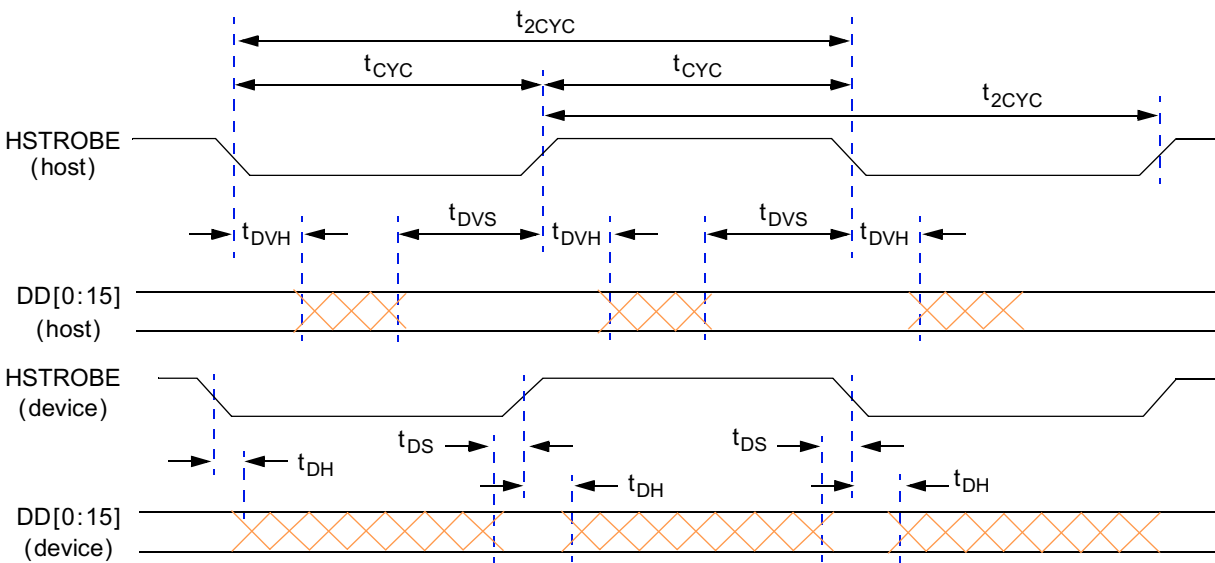 t2CYC
tCYC tCYC
t2CYC
HSTROBE
(host)
tDVH tDVS tDVH tDVS tDVH
DD[0:15]
(host)
HSTROBE
(device)
tDS tDS
tDH tDH tDH
DD[0:15]
(device)